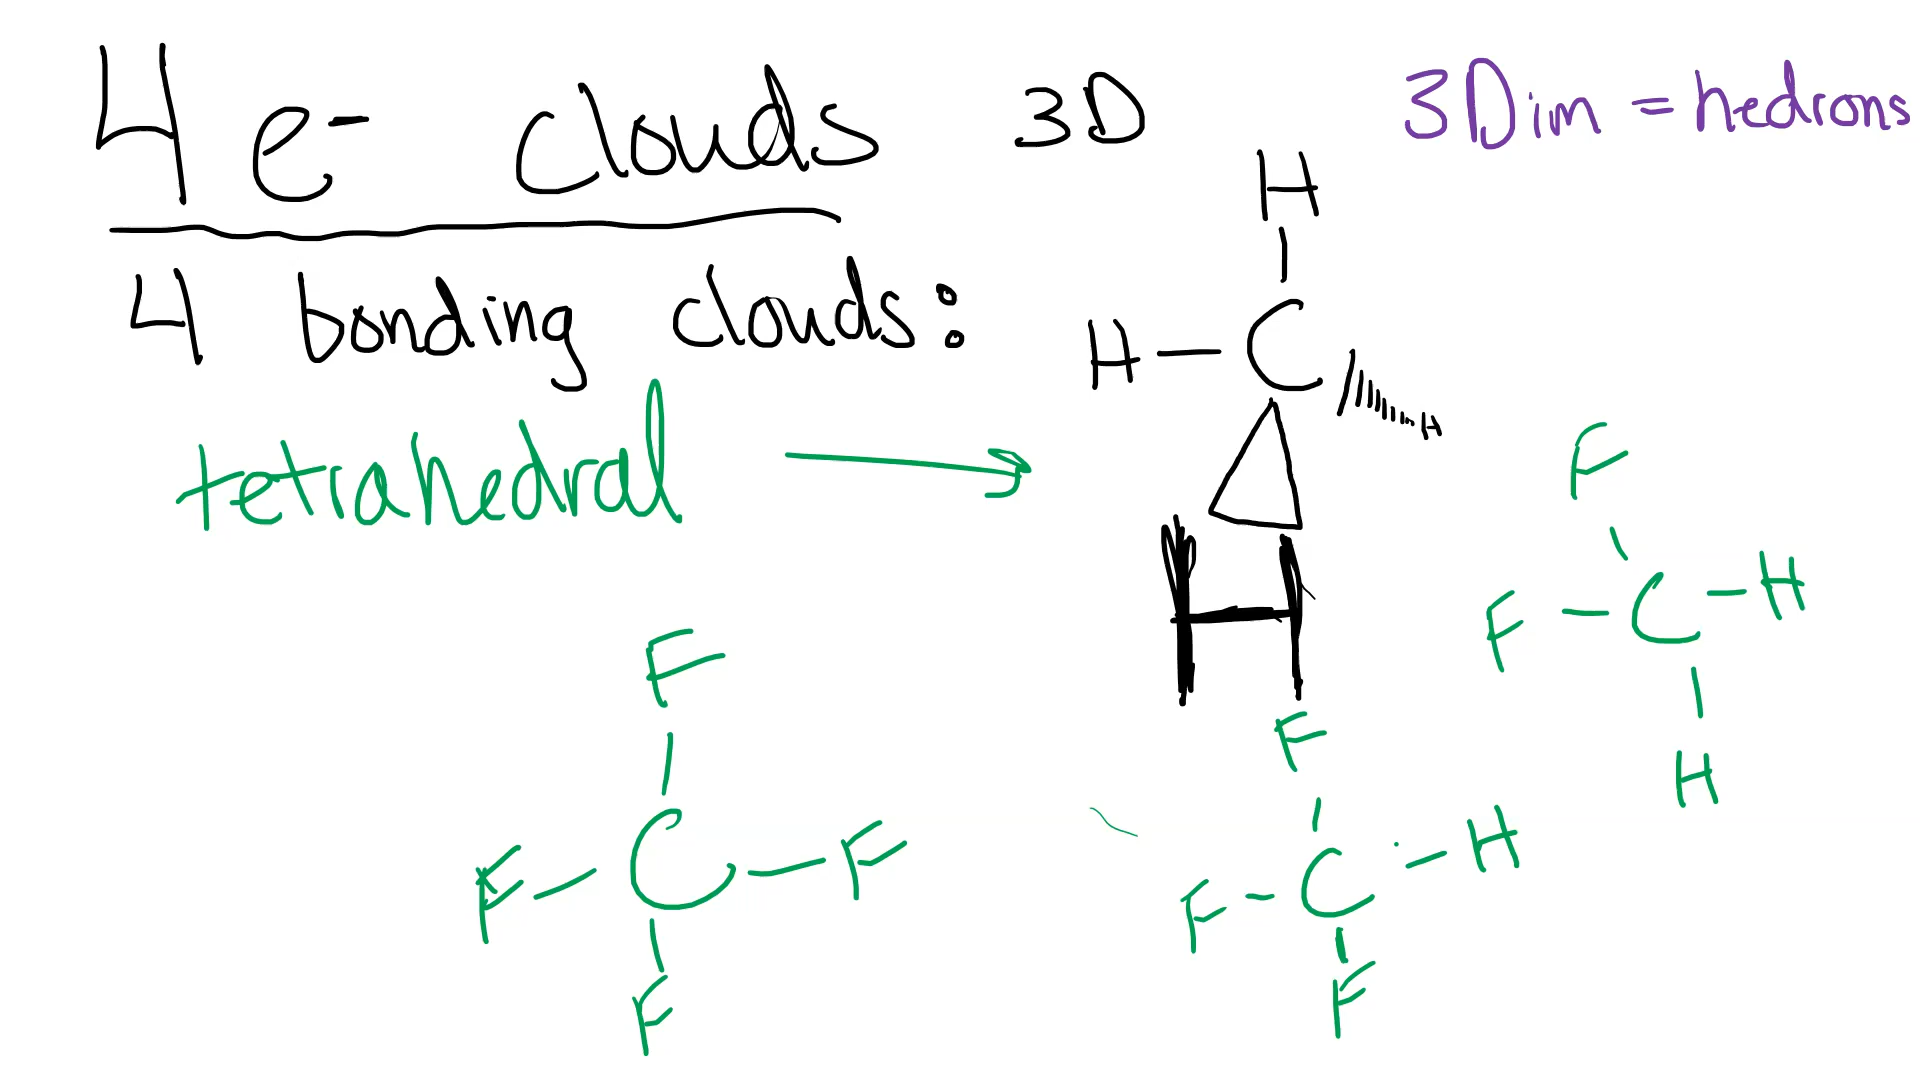 4 e- clouds 3D
3Dim = hedrons
4 bonding clouds:
tetrahedral →
H
H - C H
H
F
F - C - H
H
F
F - C - F
F
F
F - C - H
F